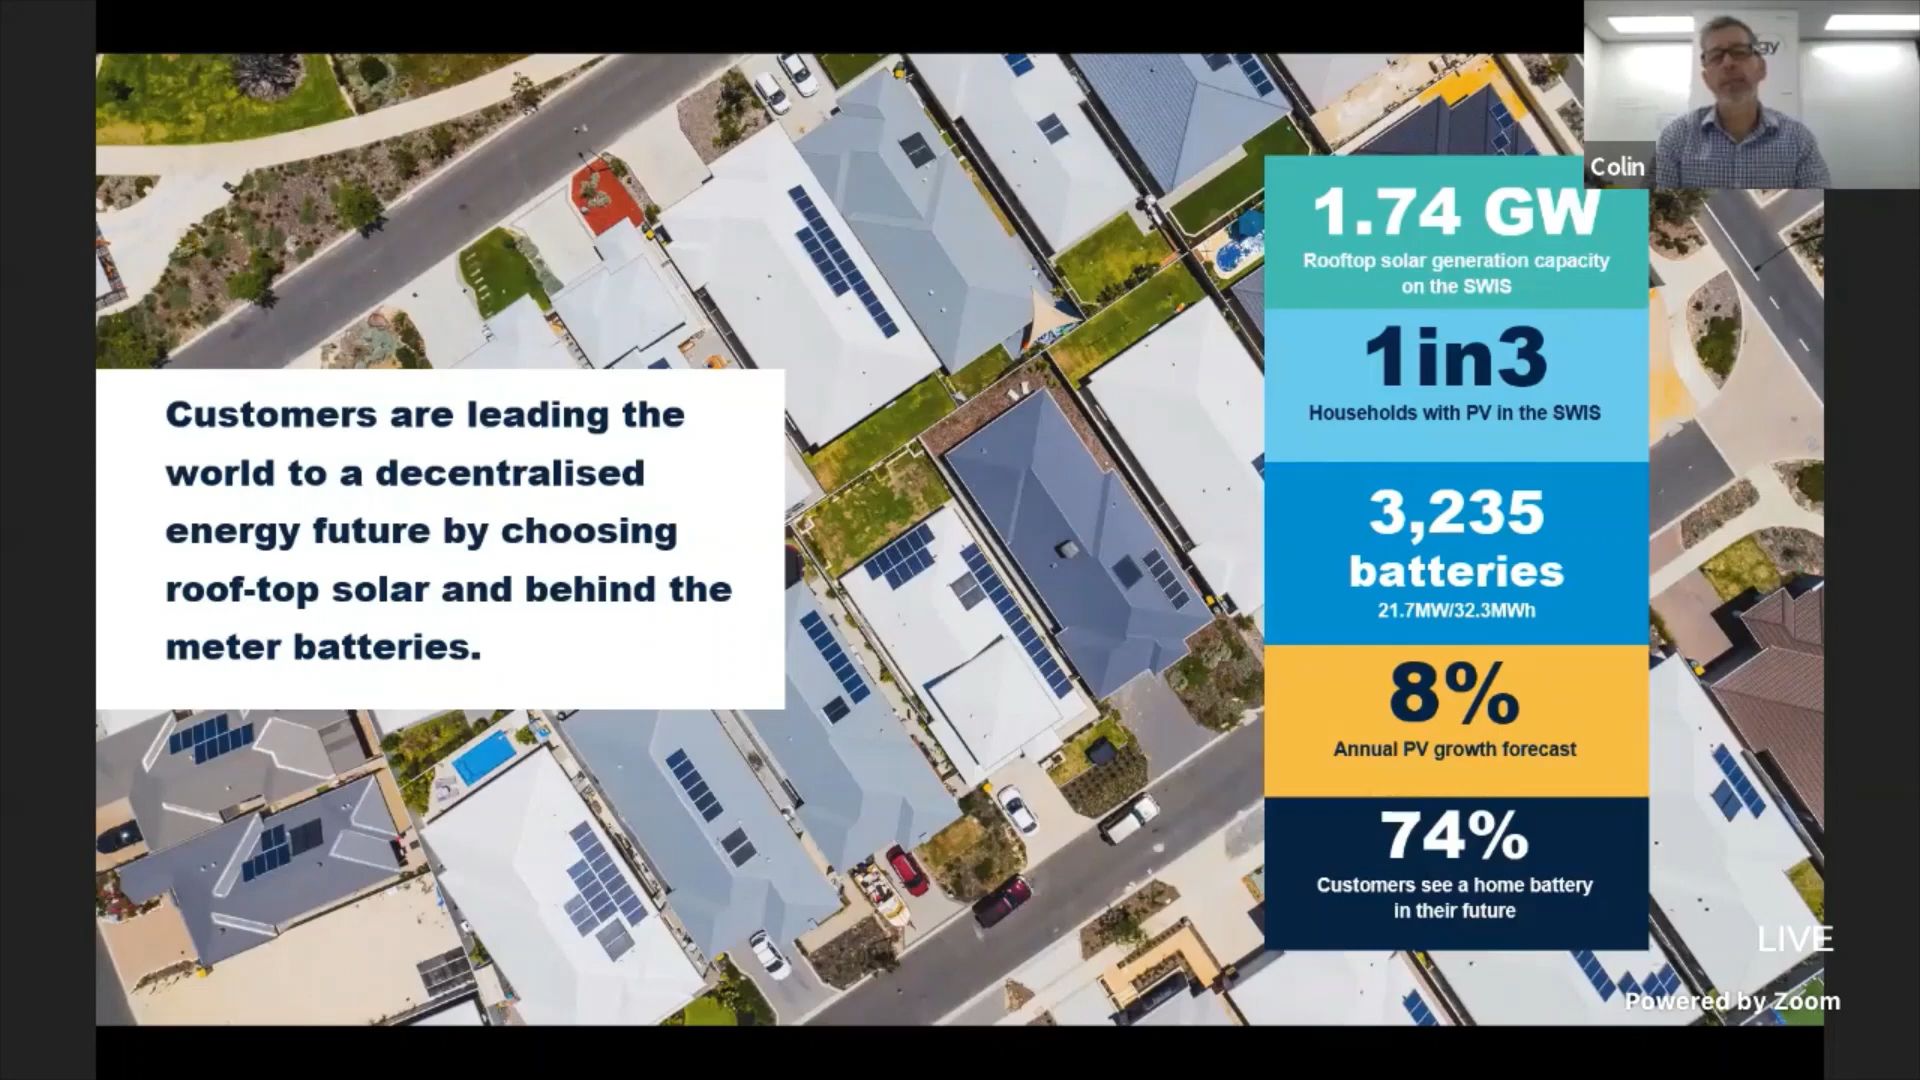 gy
Colin
1.74 GW
Rooftop solar generation capacity
on the SWIS
1in3
Households with PV in the SWIS
3,235
batteries
21.7MW/32.3MWh
8%
Annual PV growth forecast
74%
Customers see a home battery
in their future
Customers are leading the
world to a decentralised
energy future by choosing
roof-top solar and behind the
meter batteries.
LIVE
Powered by Zoom